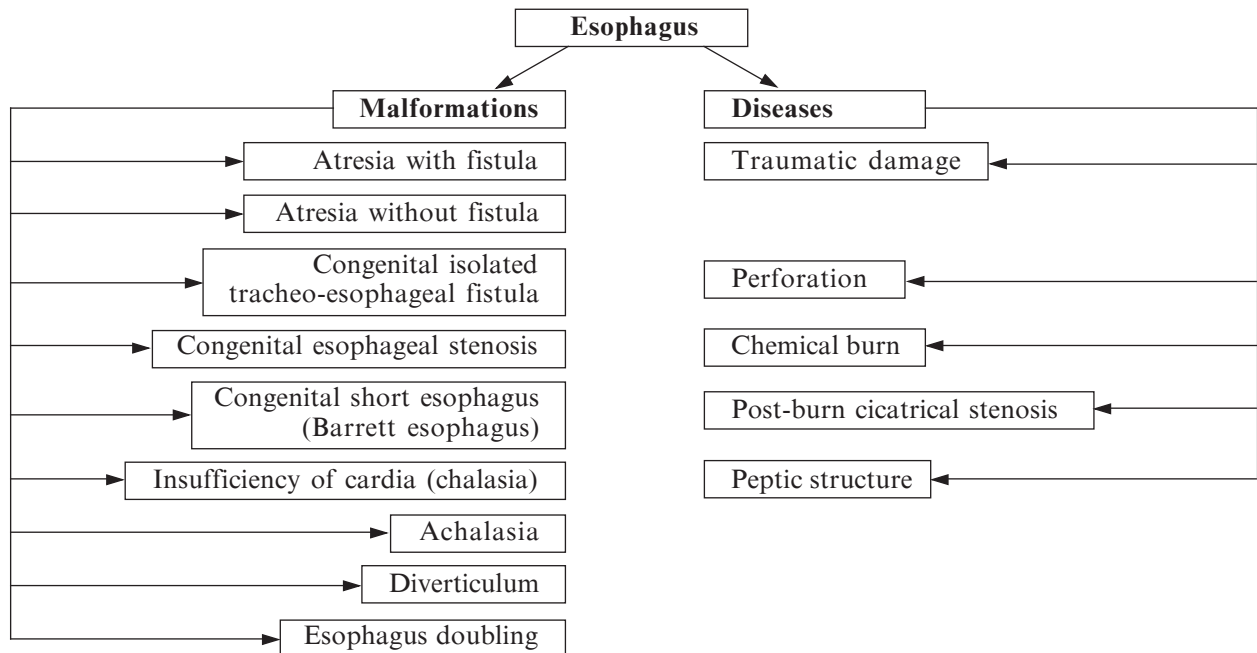 Esophagus
Malformations
Atresia with fistula
Atresia without fistula
Congenital isolated
tracheo-esophageal fistula
Congenital esophageal stenosis
Congenital short esophagus
(Barrett esophagus)
Insufficiency of cardia (chalasia)
Achalasia
Diverticulum
Esophagus doubling
Diseases
Traumatic damage
Perforation
Chemical burn
Post-burn cicatrical stenosis
Peptic structure